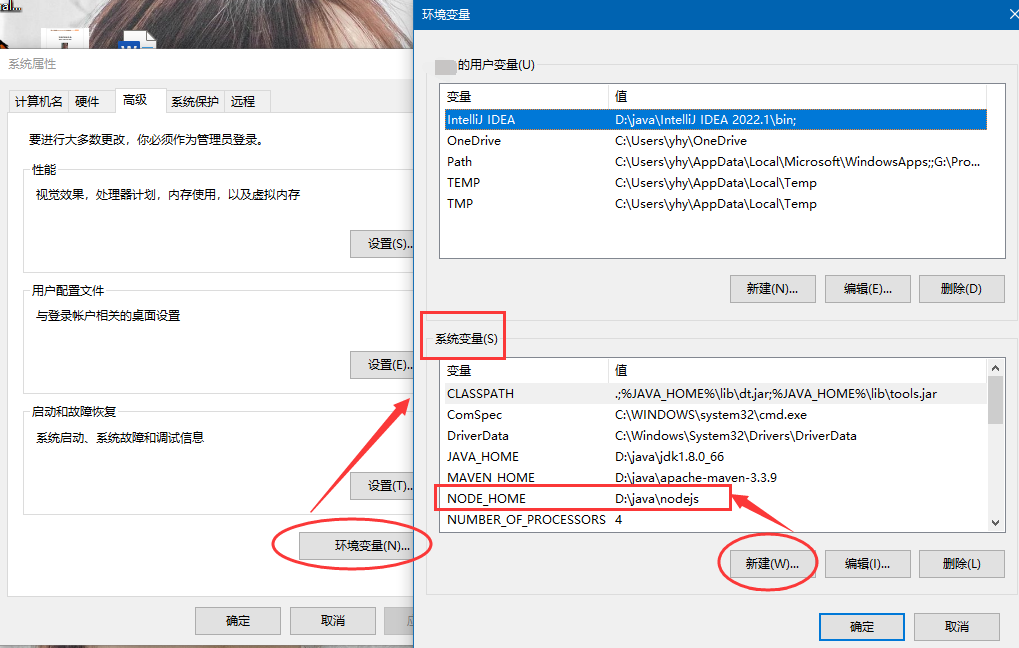 环境变量
系统属性
计算机名
硬件
高级
系统保护
远程
要进行大多数更改，你必须作为管理员登录。
性能
视觉效果，处理器计划，内存使用，以及虚拟内存
设置(S)..
用户配置文件
与登录帐户相关的桌面设置
设置(E)..
启动和故障恢复
系统启动、系统故障和调试信息
设置(T)..
环境变量(N)...
确定
取消
的用户变量(U)
变量 值
IntelliJ IDEA D:\java\IntelliJ IDEA 2022.1\bin;
OneDrive C:\Users\yhy\OneDrive
Path C:\Users\yhy\AppData\Local\Microsoft\WindowsApps;;G:\Pro...
TEMP C:\Users\yhy\AppData\Local\Temp
TMP C:\Users\yhy\AppData\Local\Temp
新建(N)...
编辑(E)...
删除(D)
系统变量(S)
变量 值
CLASSPATH .;%JAVA_HOME%\lib\dt.jar;%JAVA_HOME%\lib\tools.jar
ComSpec C:\WINDOWS\system32\cmd.exe
DriverData C:\Windows\System32\Drivers\DriverData
JAVA_HOME D:\java\jdk1.8.0_66
MAVEN_HOME D:\java\apache-maven-3.3.9
NODE_HOME D:\java\nodejs
NUMBER_OF_PROCESSORS 4
新建(W)...
编辑(I)...
删除(L)
确定
取消